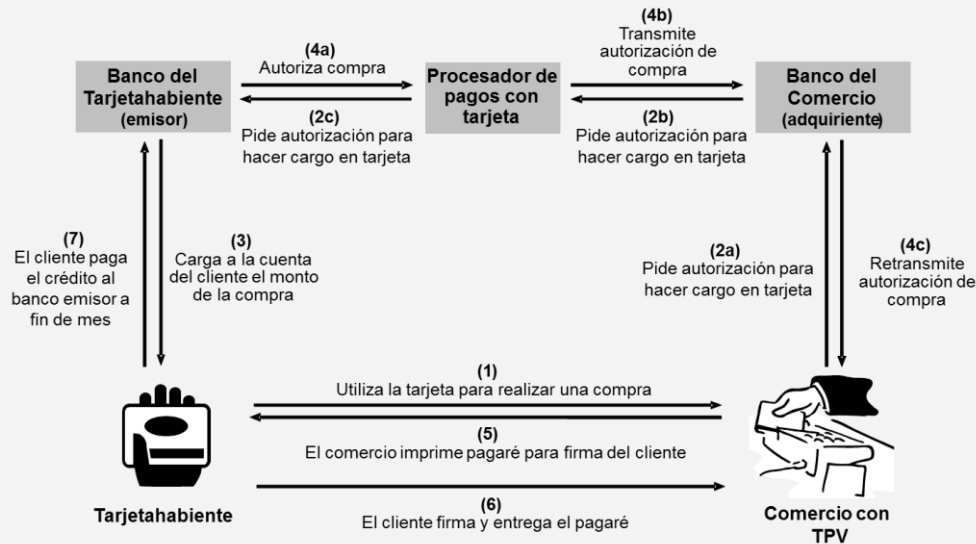 (4b)
Transmite
autorización de
compra
(4a)
Autoriza compra
Banco del
Tarjetahabiente
(emisor)
Procesador de
pagos con
tarjeta
Banco del
Comercio
(adquiriente)
(2c)
Pide autorización para
hacer cargo en tarjeta
(2b)
Pide autorización para
hacer cargo en tarjeta
(7)
El cliente paga
el crédito al
banco emisor a
fin de mes
(3)
Carga a la cuenta
del cliente el monto
de la compra
(2a)
Pide autorización para
hacer cargo en tarjeta
(4c)
Retransmite
autorización de
compra
(1)
Utiliza la tarjeta para realizar una compra
(5)
El comercio imprime pagaré para firma del cliente
(6)
El cliente firma y entrega el pagaré
Tarjetahabiente
Comercio con
TPV